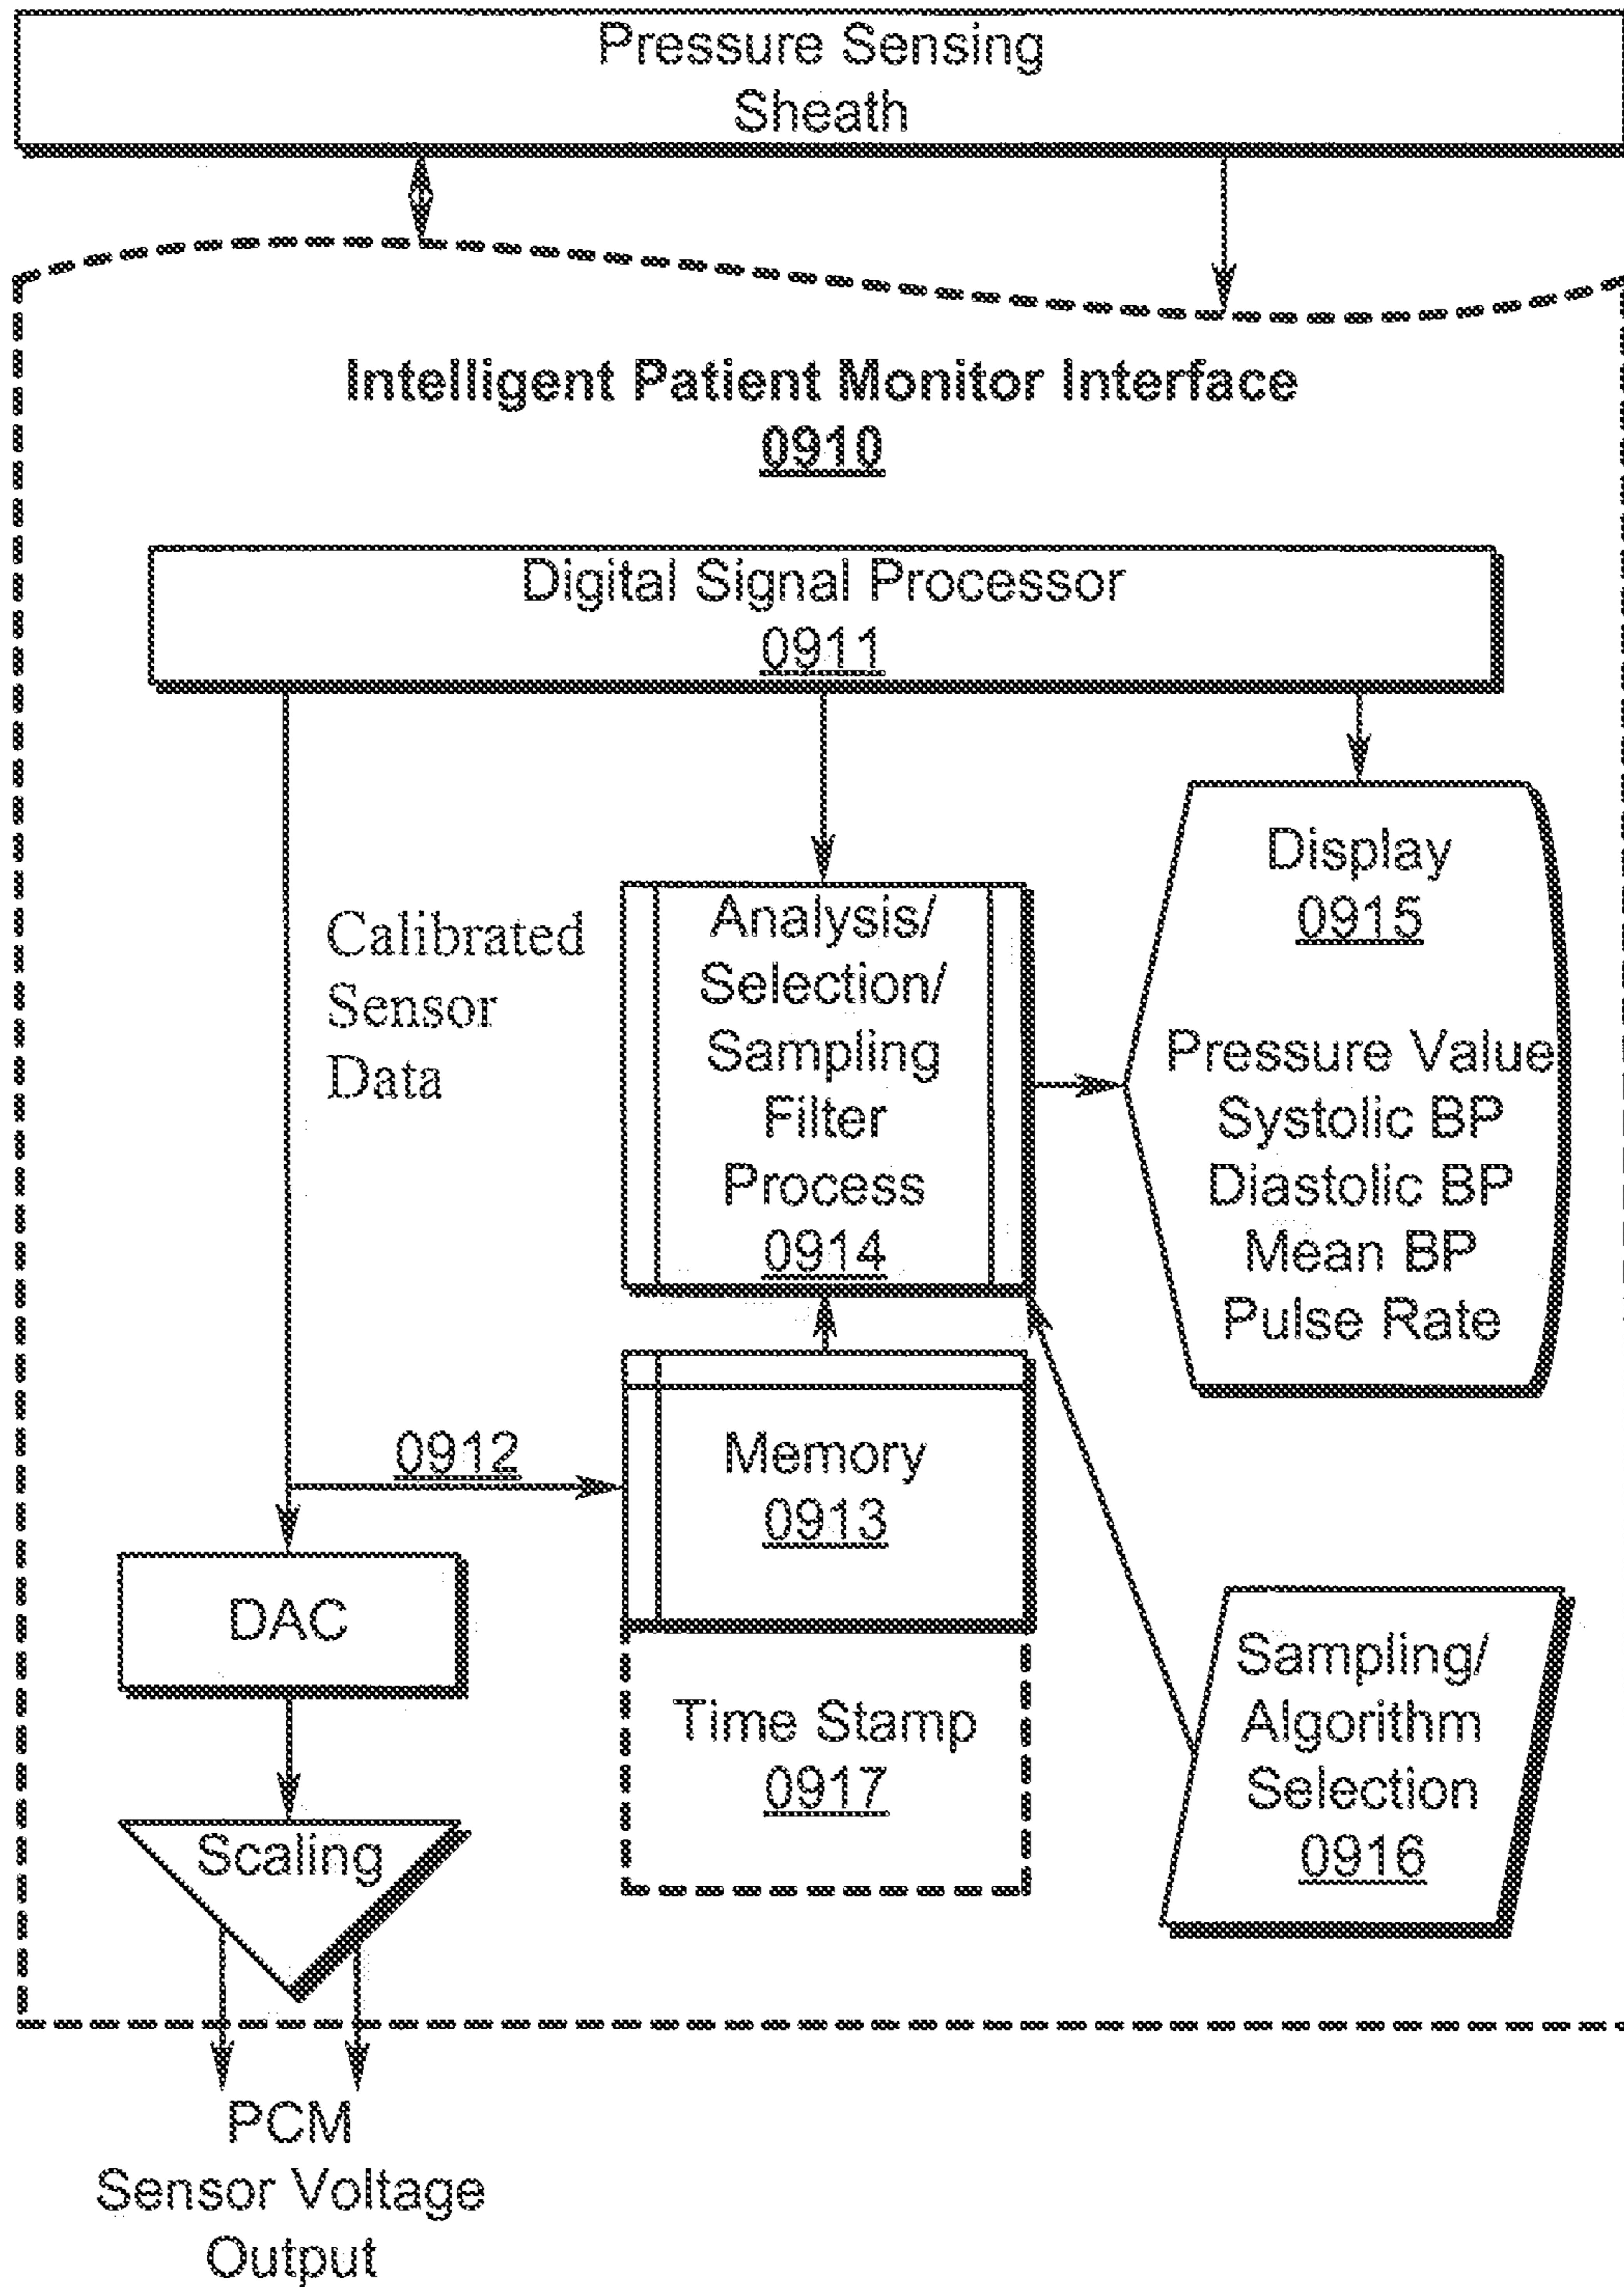 Pressure Sensing
Sheath
Intelligent Patient Monitor Interface
0910
Digital Signal Processor
0911
Calibrated
Sensor
Data
Analysis/
Selection/
Sampling
Filter
Process
0914
Display
0915
Pressure Value
Systolic BP
Diastolic BP
Mean BP
Pulse Rate
0912
Memory
0913
DAC
Time Stamp
0917
Sampling/
Algorithm
Selection
0916
Scaling
PCM
Sensor Voltage
Output